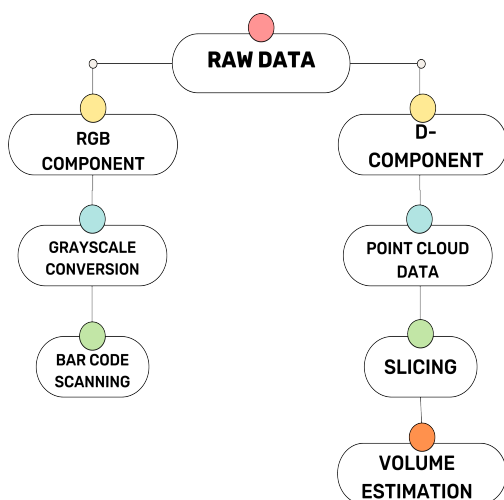 RAW DATA
RGB
COMPONENT
D-
COMPONENT
GRAYSCALE
CONVERSION
POINT CLOUD
DATA
BAR CODE
SCANNING
SLICING
VOLUME
ESTIMATION